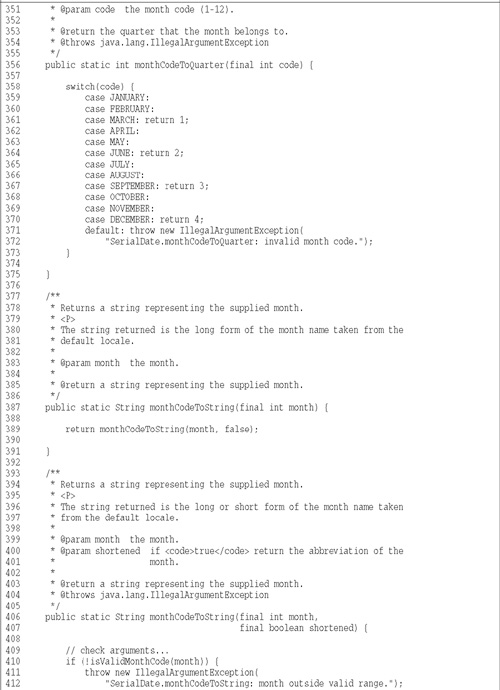 351      * @param code  the month code (1-12).
352      *
353      * @return the quarter that the month belongs to.
354      * @throws java.lang.IllegalArgumentException
355      */
356     public static int monthCodeToQuarter(final int code) {
357
358         switch(code) {
359             case JANUARY:
360             case FEBRUARY:
361             case MARCH: return 1;
362             case APRIL:
363             case MAY:
364             case JUNE: return 2;
365             case JULY:
366             case AUGUST:
367             case SEPTEMBER: return 3;
368             case OCTOBER:
369             case NOVEMBER:
370             case DECEMBER: return 4;
371             default: throw new IllegalArgumentException(
372                 "SerialDate.monthCodeToQuarter: invalid month code.");
373         }
374
375     }
376
377     /**
378      * Returns a string representing the supplied month.
379      * <P>
380      * The string returned is the long form of the month name taken from the
381      * default locale.
382      *
383      * @param month  the month.
384      *
385      * @return a string representing the supplied month.
386      */
387     public static String monthCodeToString(final int month) {
388
389         return monthCodeToString(month, false);
390
391     }
392
393     /**
394      * Returns a string representing the supplied month.
395      * <P>
396      * The string returned is the long or short form of the month name taken
397      * from the default locale.
398      *
399      * @param month  the month.
400      * @param shortened  if <code>true</code> return the abbreviation of the
401      *                   month.
402      *
403      * @return a string representing the supplied month.
404      * @throws java.lang.IllegalArgumentException
405      */
406     public static String monthCodeToString(final int month,
407                                            final boolean shortened) {
408
409         // check arguments...
410         if (!isValidMonthCode(month)) {
411             throw new IllegalArgumentException(
412                 "SerialDate.monthCodeToString: month outside valid range.");